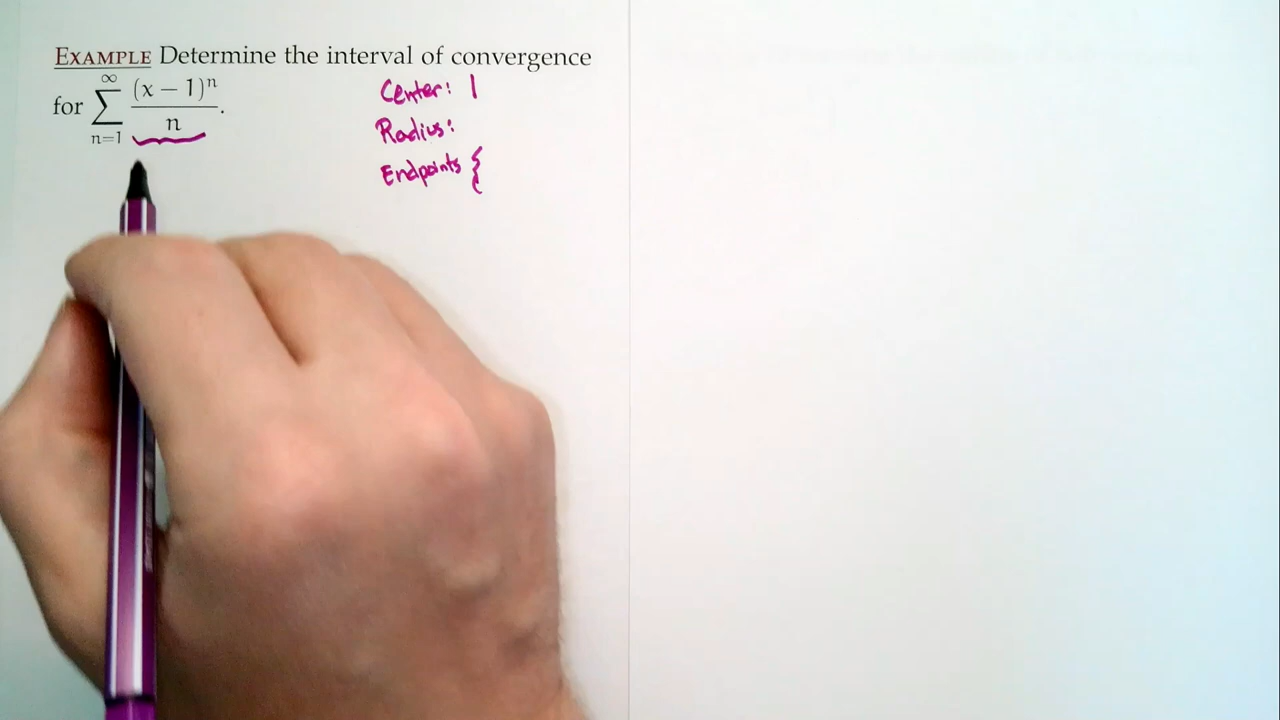 EXAMPLE Determine the interval of convergence
for ∑_{n=1}^{∞} (x − 1)ⁿ / n.
Center: 1
Radius:
Endpoints {